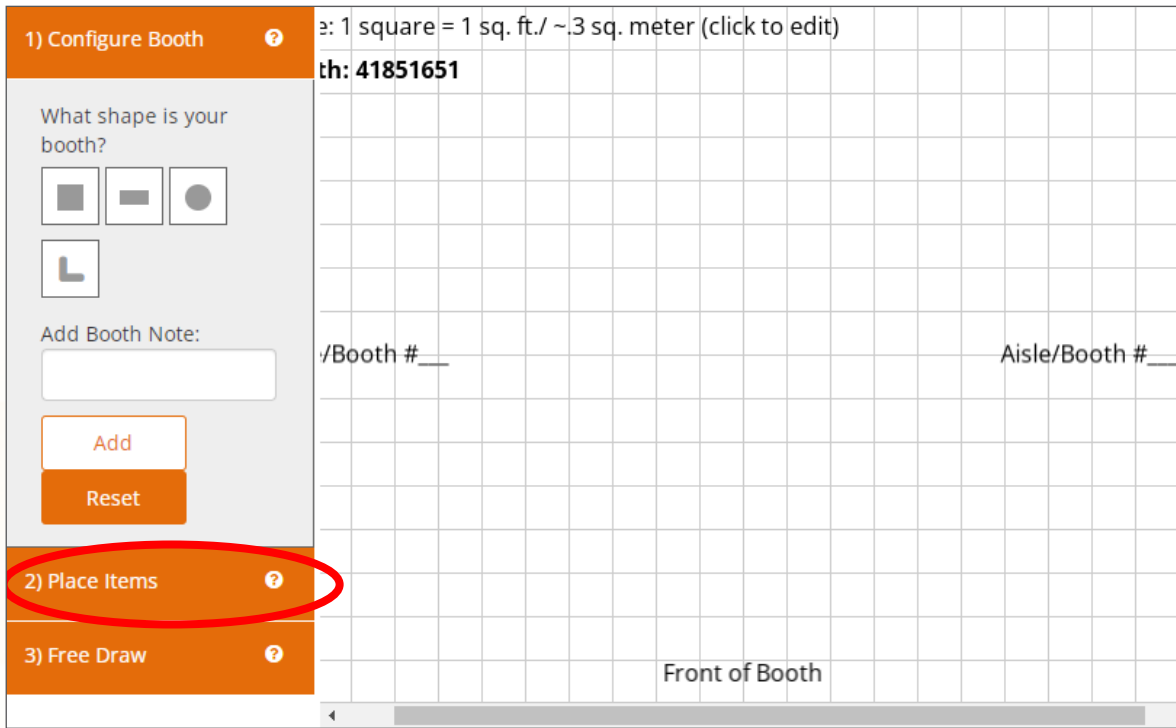 1) Configure Booth ?
What shape is your
booth?
Add Booth Note:
Add
Reset
2) Place Items ?
3) Free Draw ?
e: 1 square = 1 sq. ft./ ~.3 sq. meter (click to edit)
th: 41851651
/Booth #___
Aisle/Booth #___
Front of Booth